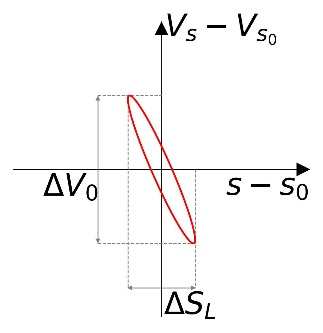 V_s − V_{s_0}
ΔV_0
s − s_0
ΔS_L